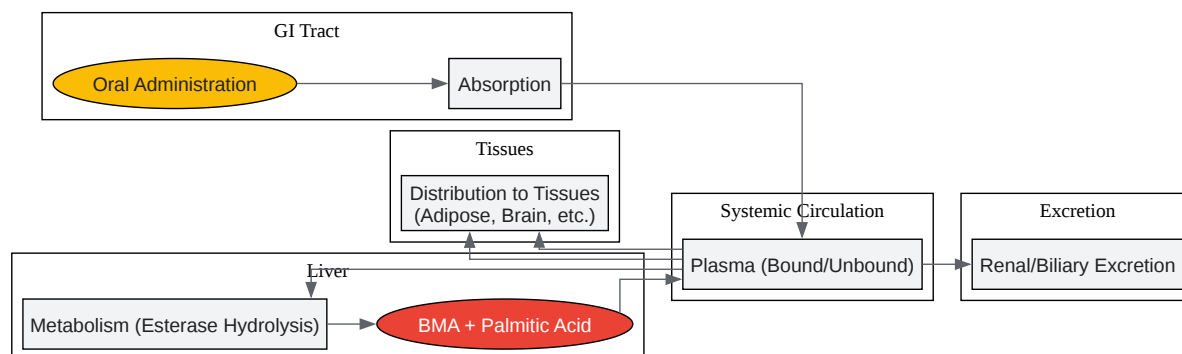 GI Tract
Oral Administration
Absorption
Tissues
Distribution to Tissues
(Adipose, Brain, etc.)
Systemic Circulation
Plasma (Bound/Unbound)
Excretion
Renal/Biliary Excretion
Liver
Metabolism (Esterase Hydrolysis)
BMA + Palmitic Acid